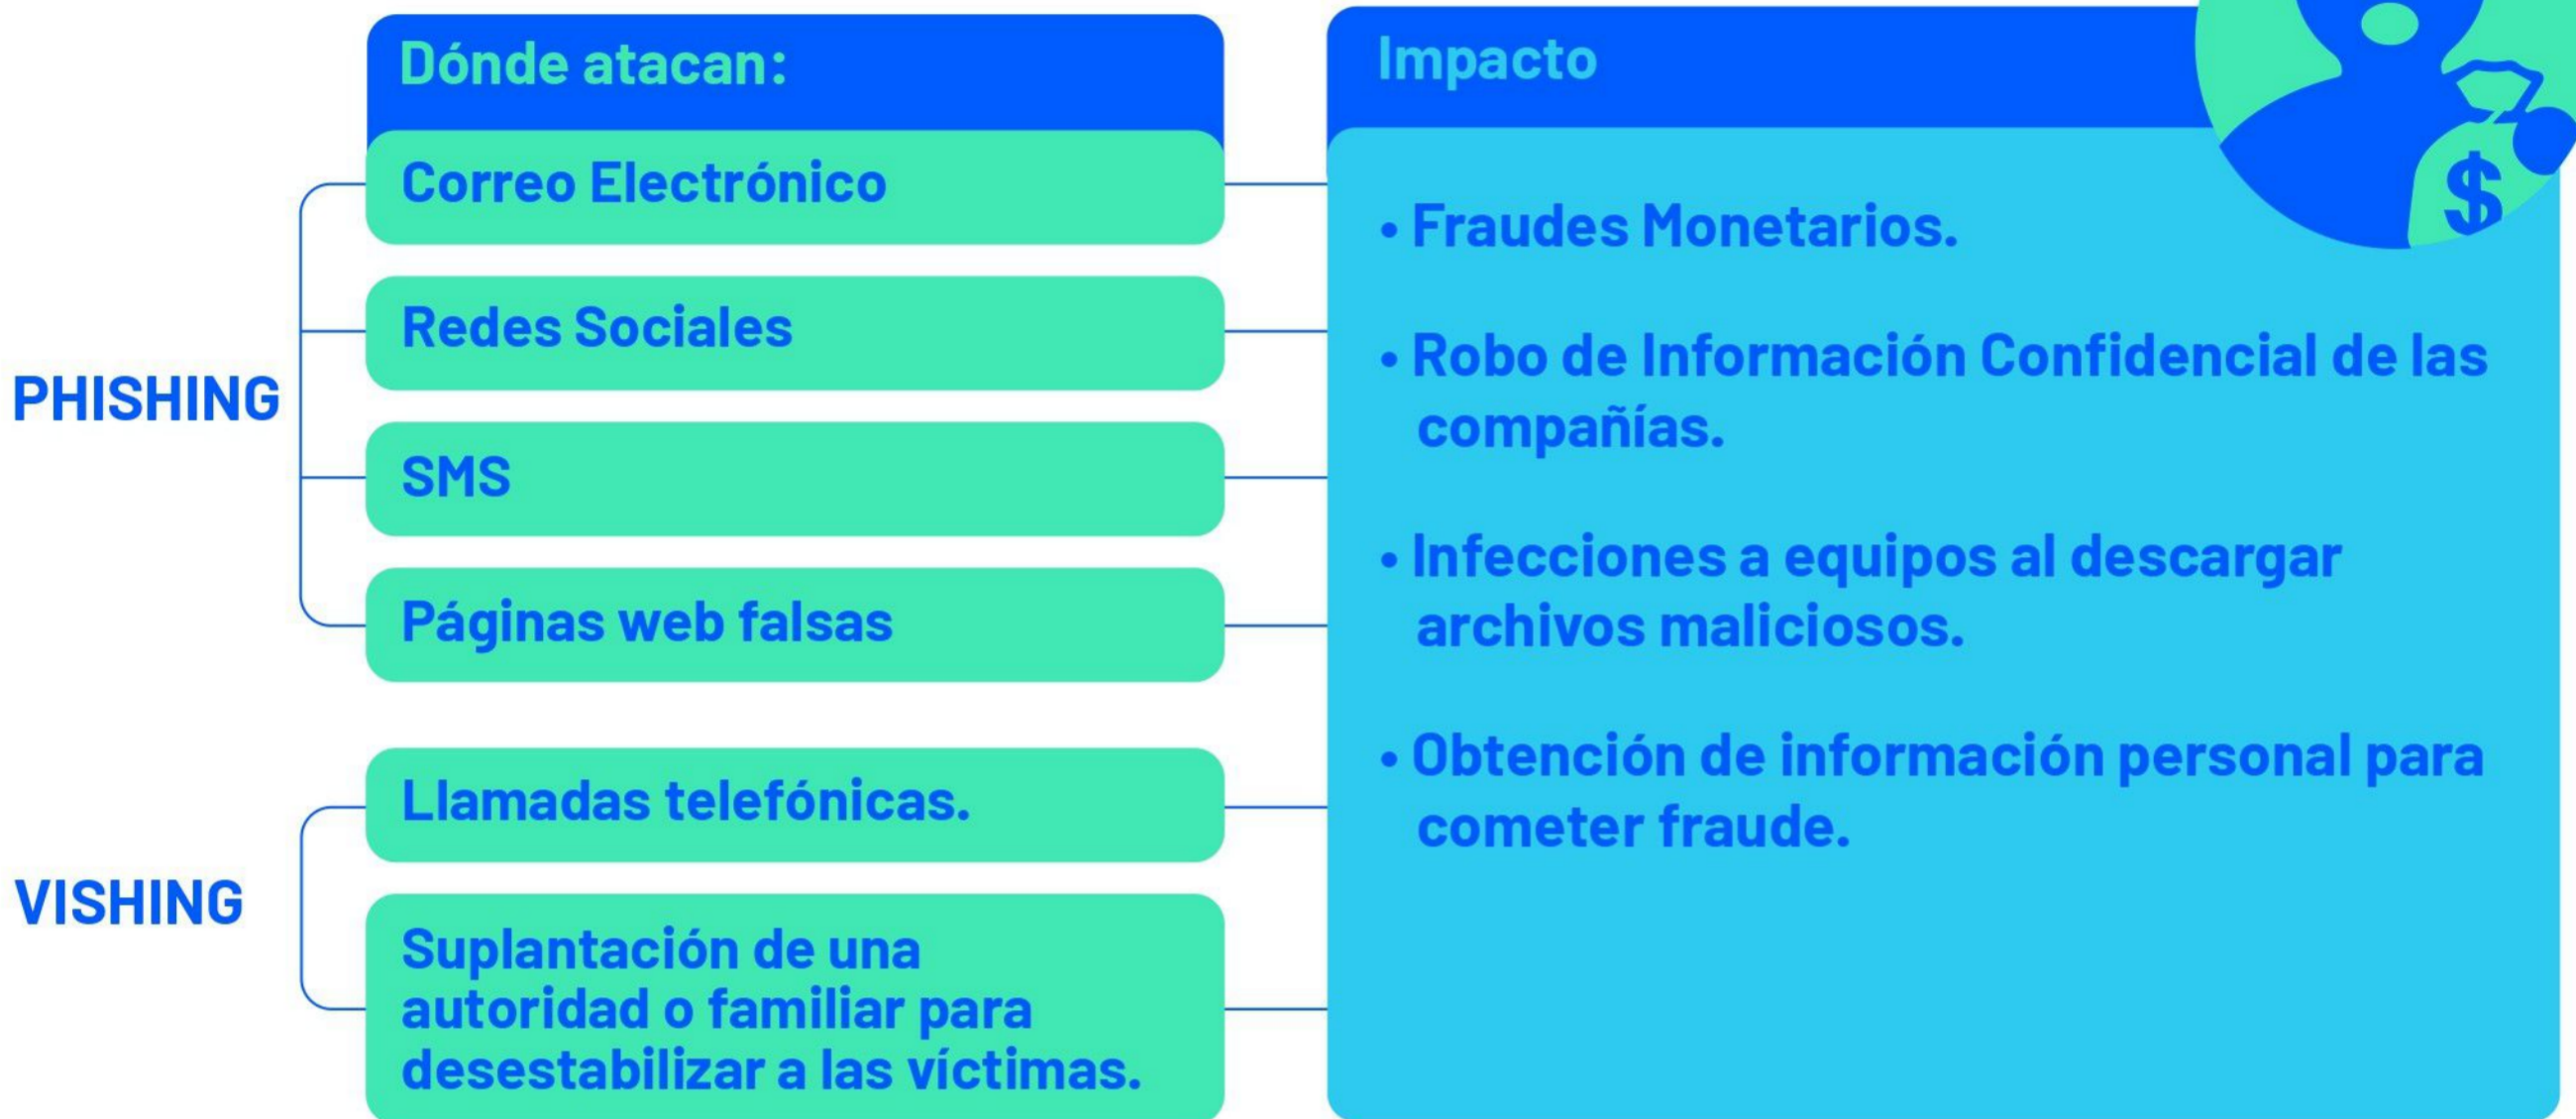 Dónde atacan:
Impacto
PHISHING
Correo Electrónico
Redes Sociales
SMS
Páginas web falsas
VISHING
Llamadas telefónicas.
Suplantación de una
autoridad o familiar para
desestabilizar a las víctimas.
• Fraudes Monetarios.
• Robo de Información Confidencial de las
compañías.
• Infecciones a equipos al descargar
archivos maliciosos.
• Obtención de información personal para
cometer fraude.
$